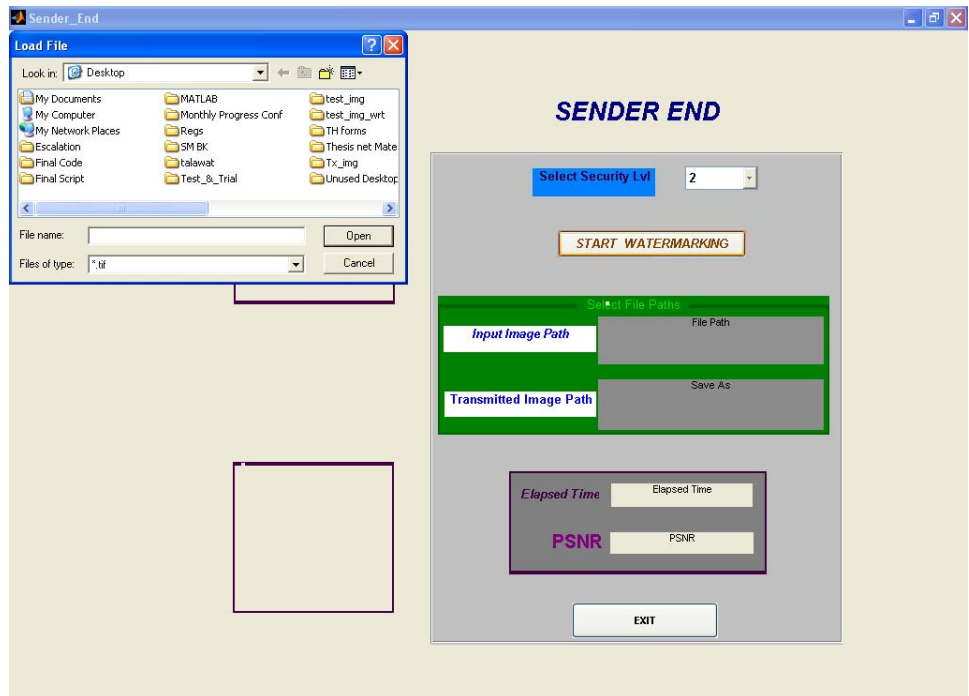 Sender_End
Load File
Look in: Desktop
My Documents MATLAB test_img
My Computer Monthly Progress Conf test_img_wrt
My Network Places Regs TH forms
Escalation SM BK Thesis net Mate
Final Code talawat Tx_img
Final Script Test_&_Trial Unused Desktop
File name: Open
Files of type: *.tif Cancel
SENDER END
Select Security Lvl 2
START WATERMARKING
Select File Paths
Input Image Path File Path
Transmitted Image Path Save As
Elapsed Time Elapsed Time
PSNR PSNR
EXIT